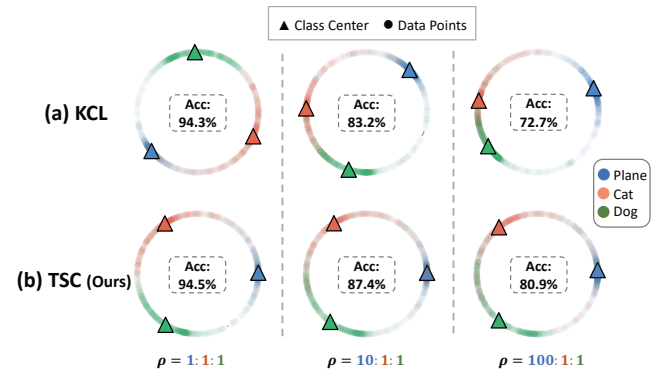 Class Center Data Points
(a) KCL
Acc:
94.3%
Acc:
83.2%
Acc:
72.7%
Plane
Cat
Dog
(b) TSC (Ours)
Acc:
94.5%
Acc:
87.4%
Acc:
80.9%
ρ = 1:1:1
ρ = 10:1:1
ρ = 100:1:1